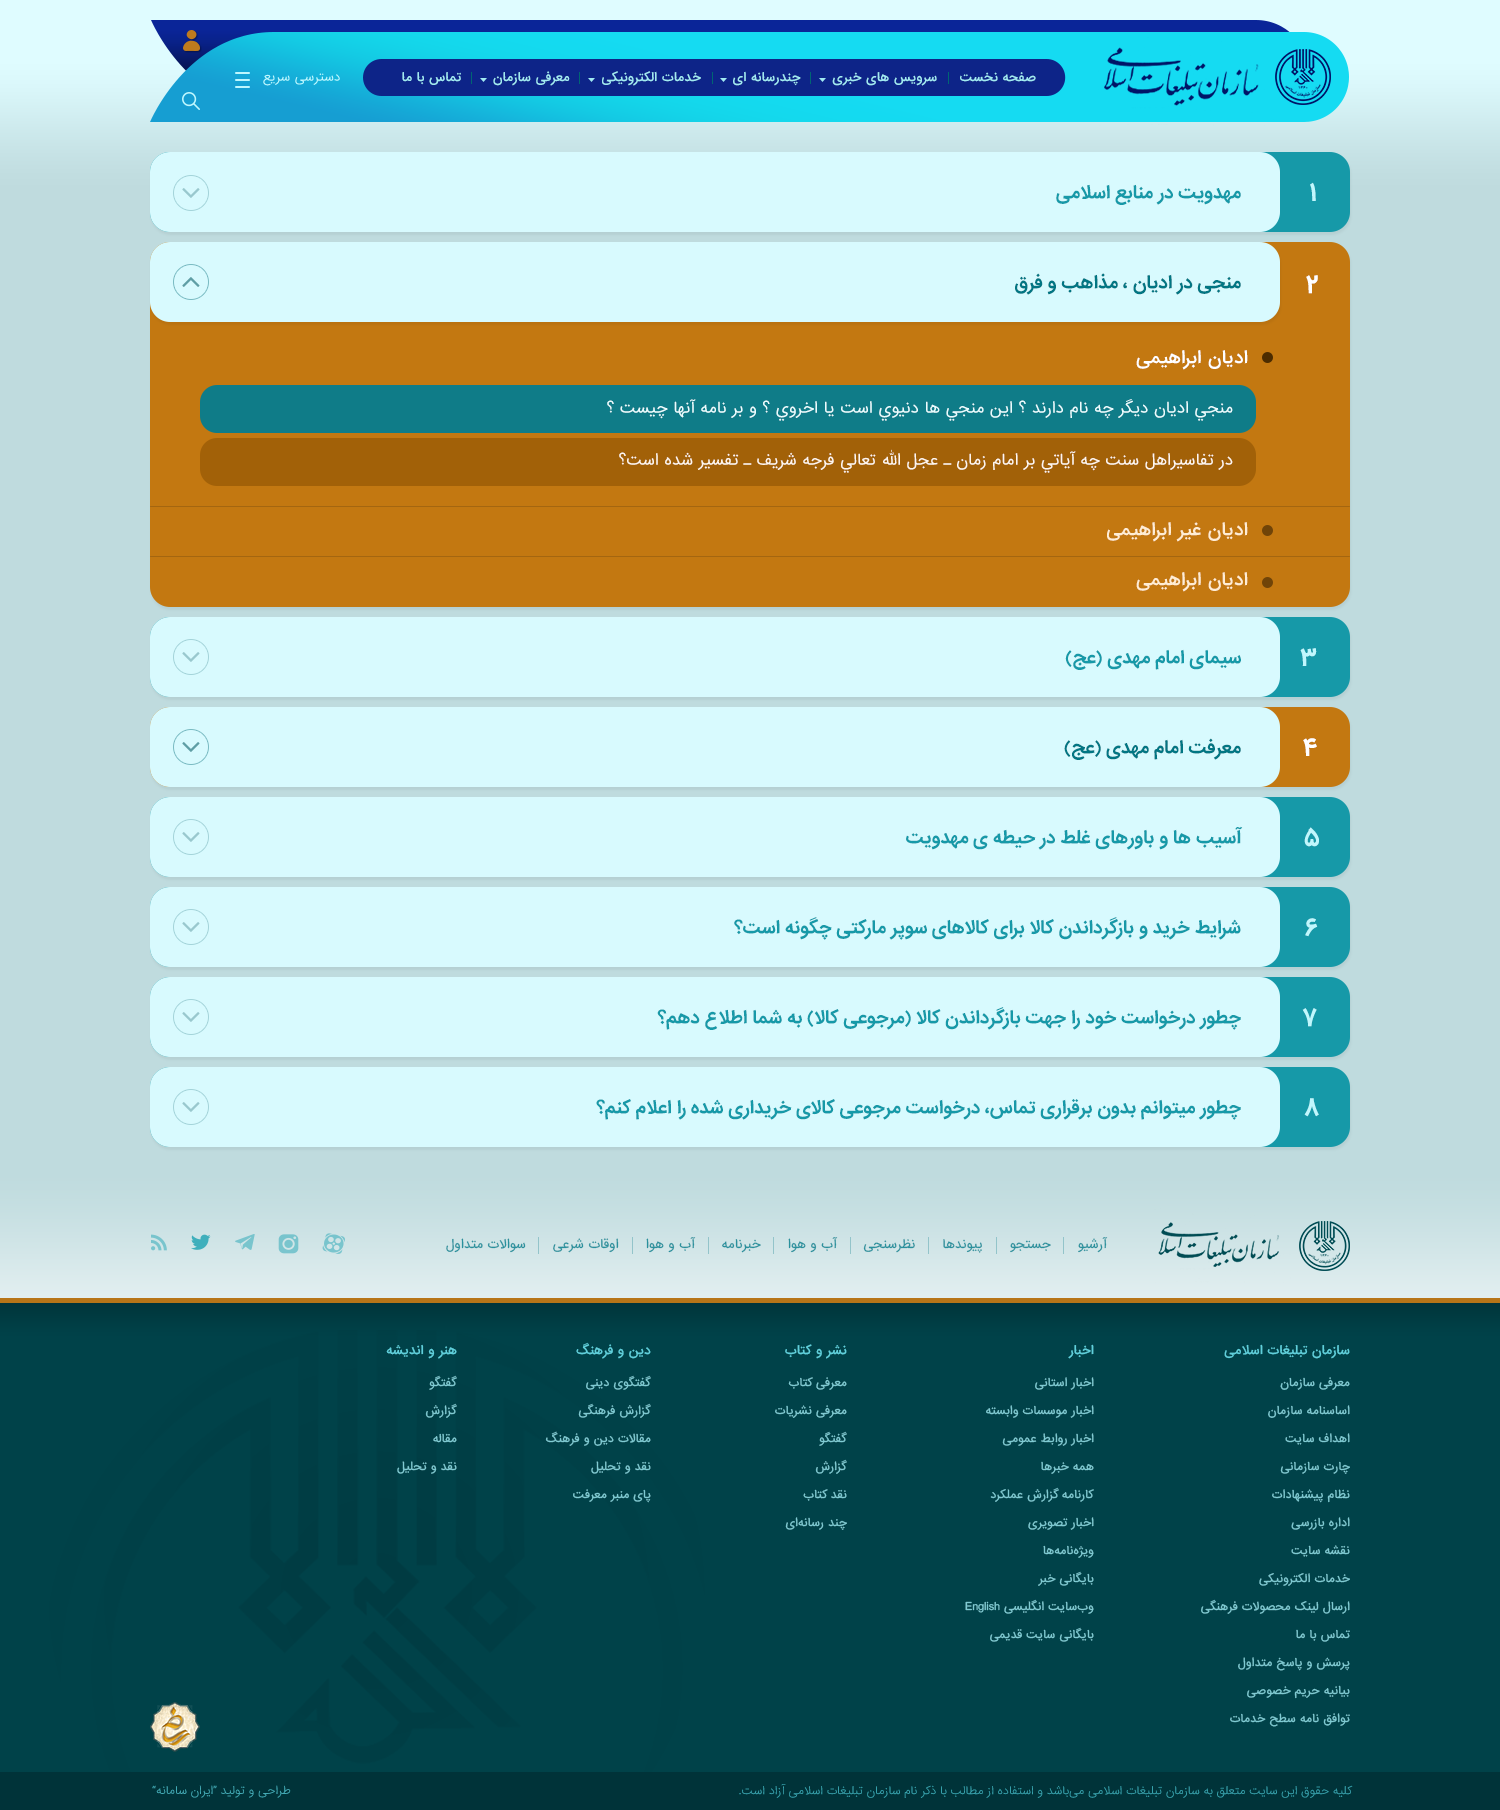 سازمان تبلیغات اسلامی
صفحه نخست
سرویس های خبری
چندرسانه ای
خدمات الکترونیکی
معرفی سازمان
تماس با ما
دسترسی سریع
۱
مهدویت در منابع اسلامی
۲
منجی در ادیان ، مذاهب و فرق
ادیان ابراهیمی
منجي ادیان دیگر چه نام دارند ؟ این منجي ها دنیوي است یا اخروي ؟ و بر نامه آنها چیست ؟
در تفاسیراهل سنت چه آیاتي بر امام زمان ـ عجل الله تعالي فرجه شریف ـ تفسیر شده است؟
ادیان غیر ابراهیمی
ادیان ابراهیمی
۳
سیمای امام مهدی (عج)
۴
معرفت امام مهدی (عج)
۵
آسیب ها و باورهای غلط در حیطه ی مهدویت
۶
شرایط خرید و بازگرداندن کالا برای کالاهای سوپر مارکتی چگونه است؟
۷
چطور درخواست خود را جهت بازگرداندن کالا (مرجوعی کالا) به شما اطلاع دهم؟
۸
چطور میتوانم بدون برقراری تماس، درخواست مرجوعی کالای خریداری شده را اعلام کنم؟
سازمان تبلیغات اسلامی
آرشیو
جستجو
پیوندها
نظرسنجی
آب و هوا
خبرنامه
آب و هوا
اوقات شرعی
سوالات متداول
سازمان تبلیغات اسلامی
معرفی سازمان
اساسنامه سازمان
اهداف سایت
چارت سازمانی
نظام پیشنهادات
اداره بازرسی
نقشه سایت
خدمات الکترونیکی
ارسال لینک محصولات فرهنگی
تماس با ما
پرسش و پاسخ متداول
بیانیه حریم خصوصی
توافق نامه سطح خدمات
اخبار
اخبار استانی
اخبار موسسات وابسته
اخبار روابط عمومی
همه خبرها
کارنامه گزارش عملکرد
اخبار تصویری
ویژه‌نامه‌ها
بایگانی خبر
وب‌سایت انگلیسی English
بایگانی سایت قدیمی
نشر و کتاب
معرفی کتاب
معرفی نشریات
گفتگو
گزارش
نقد کتاب
چند رسانه‌ای
دین و فرهنگ
گفتگوی دینی
گزارش فرهنگی
مقالات دین و فرهنگ
نقد و تحلیل
پای منبر معرفت
هنر و اندیشه
گفتگو
گزارش
مقاله
نقد و تحلیل
کلیه حقوق این سایت متعلق به سازمان تبلیغات اسلامی می‌باشد و استفاده از مطالب با ذکر نام سازمان تبلیغات اسلامی آزاد است.
طراحی و تولید "ایران سامانه"